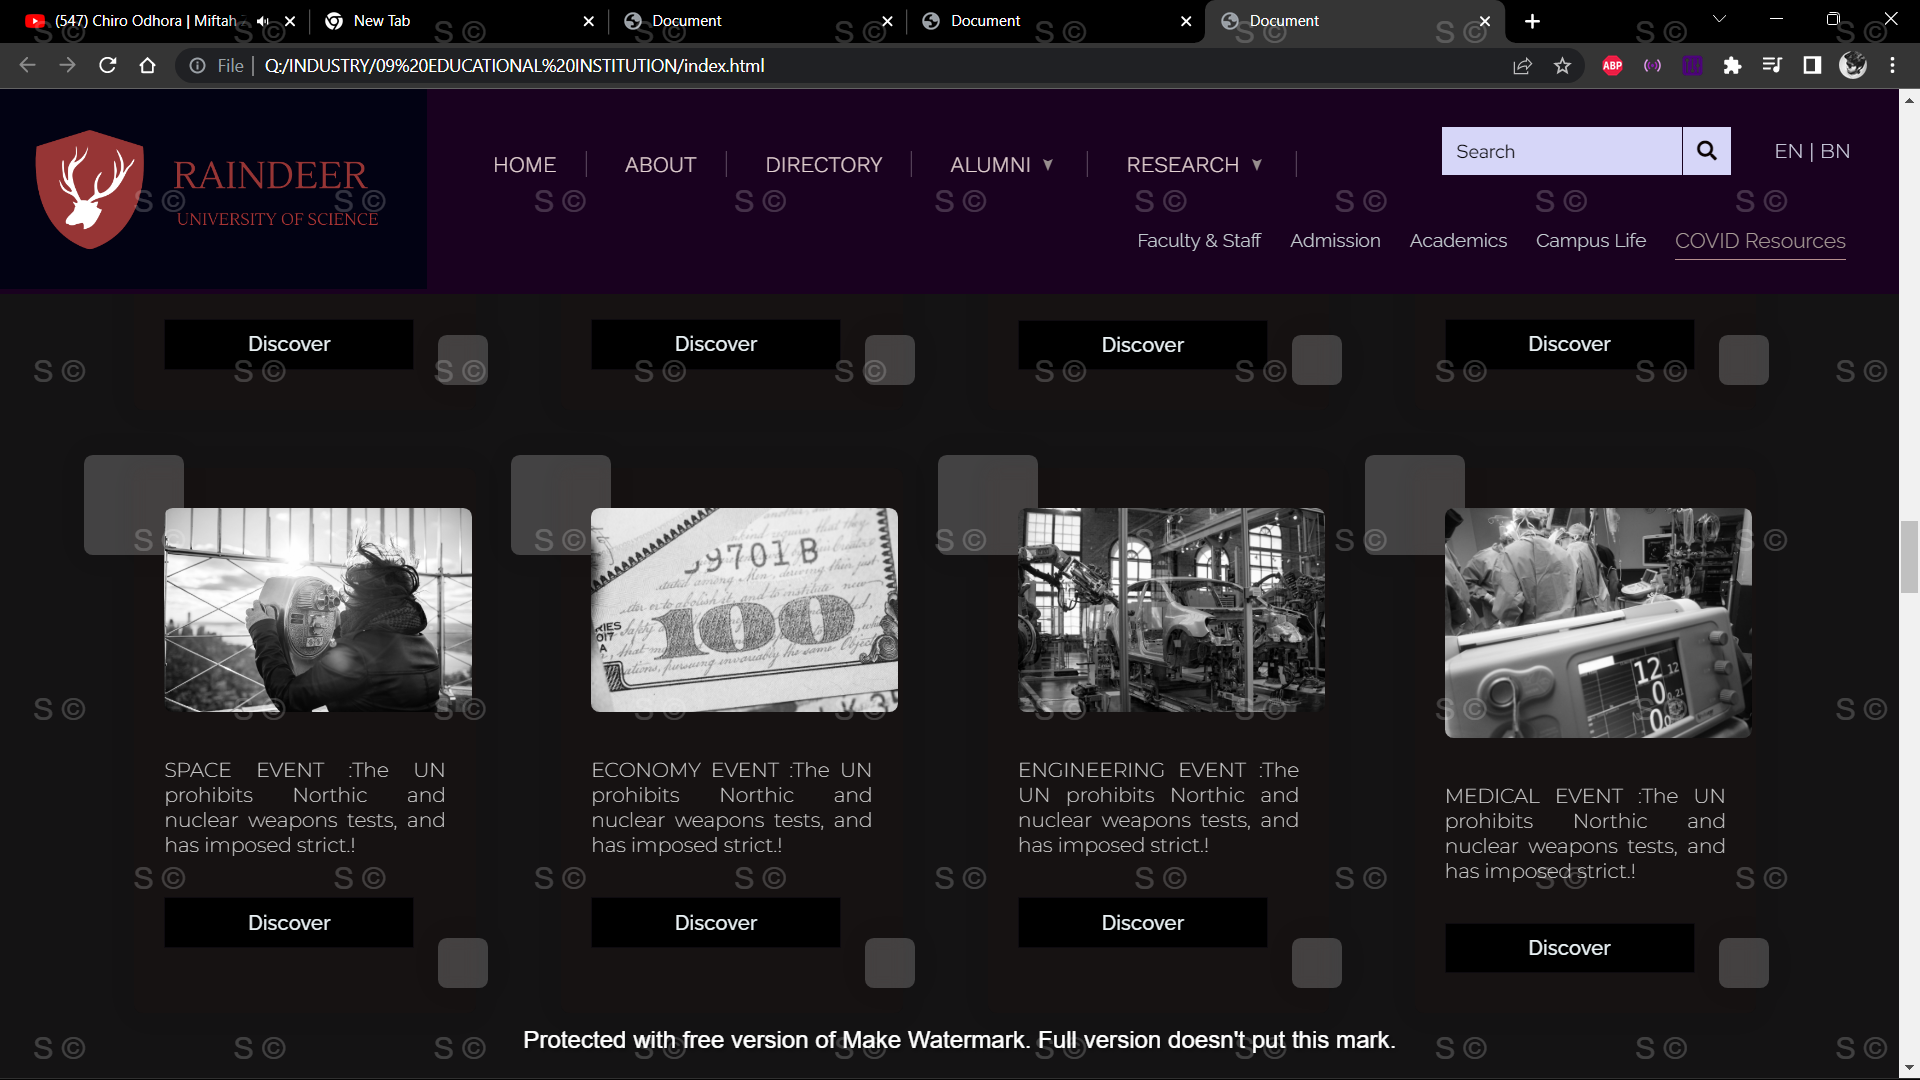 (547) Chiro Odhora | Miftah
New Tab
Document
Document
Document
File
Q:/INDUSTRY/09%20EDUCATIONAL%20INSTITUTION/index.html
ABP
RAINDEER
UNIVERSITY OF SCIENCE
HOME
ABOUT
DIRECTORY
ALUMNI
RESEARCH
Search
EN | BN
Faculty & Staff
Admission
Academics
Campus Life
COVID Resources
Discover
Discover
Discover
Discover
39701B
100
12
SPACE EVENT :The UN
prohibits Northic and
nuclear weapons tests, and
has imposed strict.!
Discover
ECONOMY EVENT :The UN
prohibits Northic and
nuclear weapons tests, and
has imposed strict.!
Discover
ENGINEERING EVENT :The
UN prohibits Northic and
nuclear weapons tests, and
has imposed strict.!
Discover
MEDICAL EVENT :The UN
prohibits Northic and
nuclear weapons tests, and
has imposed strict.!
Discover
S ©
Protected with free version of Make Watermark. Full version doesn't put this mark.